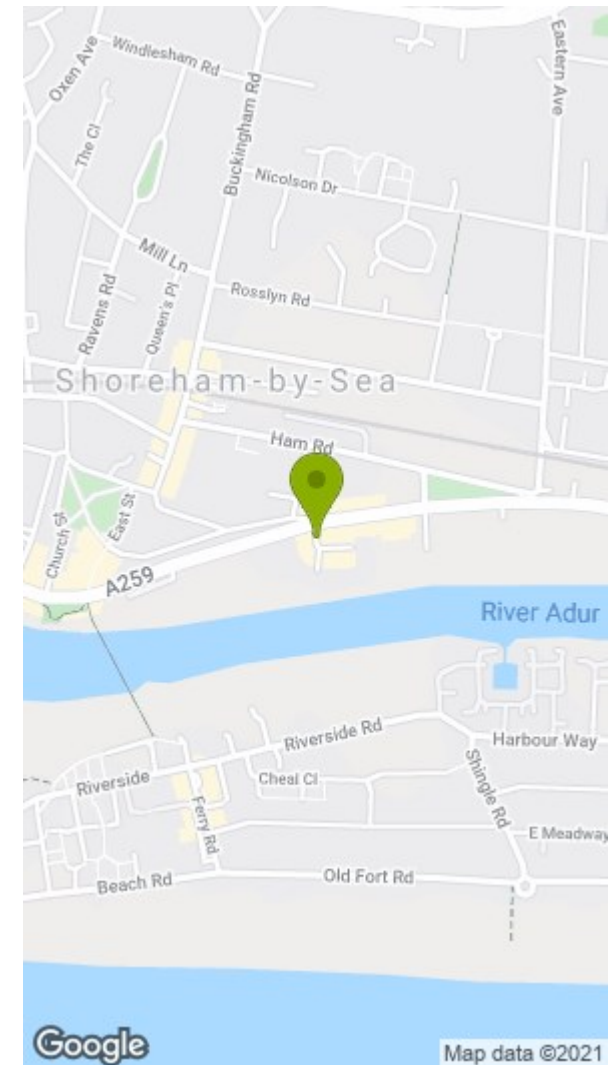 Windlesham Rd
Oxen Ave
Eastern Ave
The Cl
Buckingham Rd
Nicolson Dr
Mill Ln
Rosslyn Rd
Ravens Rd
Queen's Pl
Shoreham-by-Sea
Ham Rd
East St
Church St
A259
River Adur
Riverside Rd
Harbour Way
Riverside
Cheal Cl
Shingle Rd
Ferry Rd
E Meadway
Beach Rd
Old Fort Rd
Google
Map data ©2021